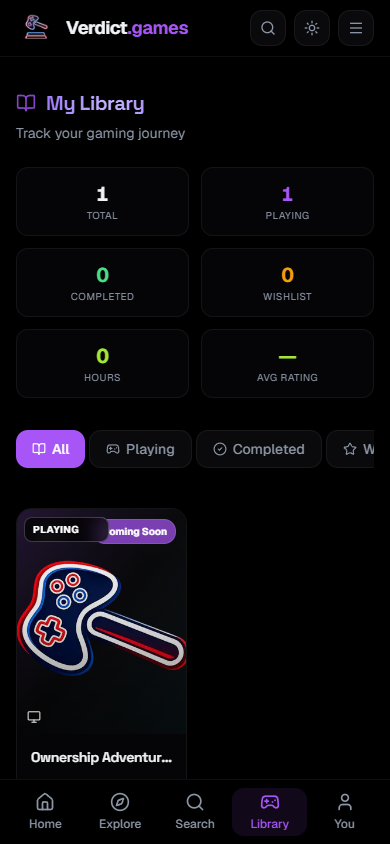 Verdict.games
My Library
Track your gaming journey
1
TOTAL
1
PLAYING
0
COMPLETED
0
WISHLIST
0
HOURS
—
AVG RATING
All
Playing
Completed
W
PLAYING
oming Soon
Ownership Adventur...
Home
Explore
Search
Library
You